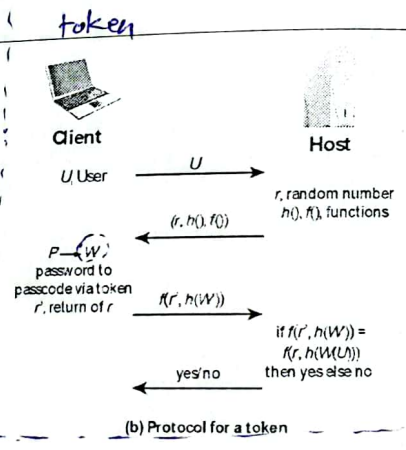 token
Client
Host
U, User
U
r, random number
h(), f(), functions
(r, h(), f())
P→W
password to
passcode via token
r', return of r
f(r', h(W))
if f(r', h(W)) =
f(r, h(W(U)))
then yes else no
yes/no
(b) Protocol for a token